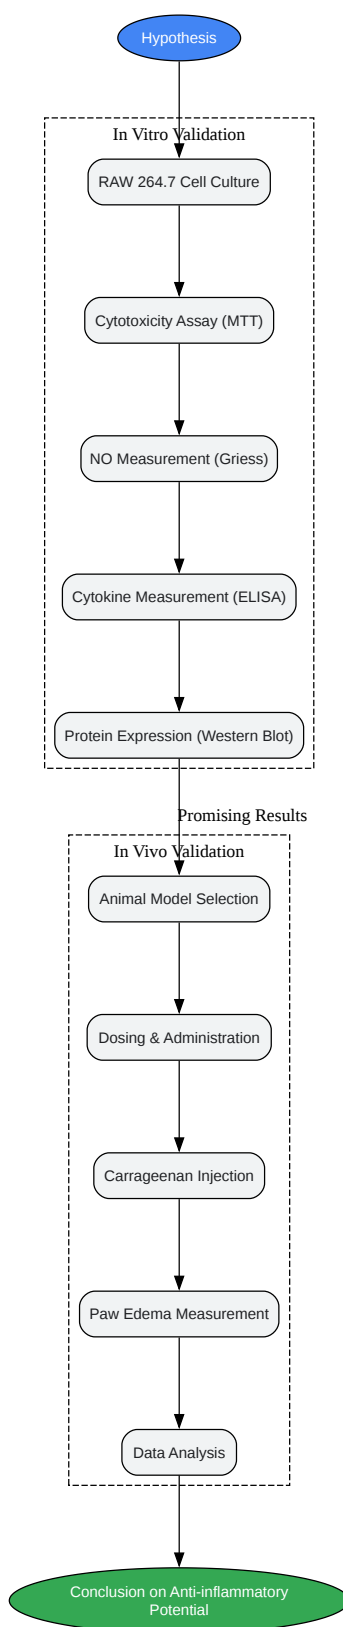 Hypothesis
In Vitro Validation
RAW 264.7 Cell Culture
Cytotoxicity Assay (MTT)
NO Measurement (Griess)
Cytokine Measurement (ELISA)
Protein Expression (Western Blot)
Promising Results
In Vivo Validation
Animal Model Selection
Dosing & Administration
Carrageenan Injection
Paw Edema Measurement
Data Analysis
Conclusion on Anti-inflammatory
Potential